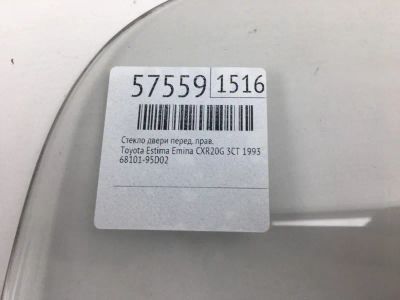 57559 1516
Стекло двери перед. прав.
Toyota Estima Emina CXR20G 3CT 1993
68101-95D02